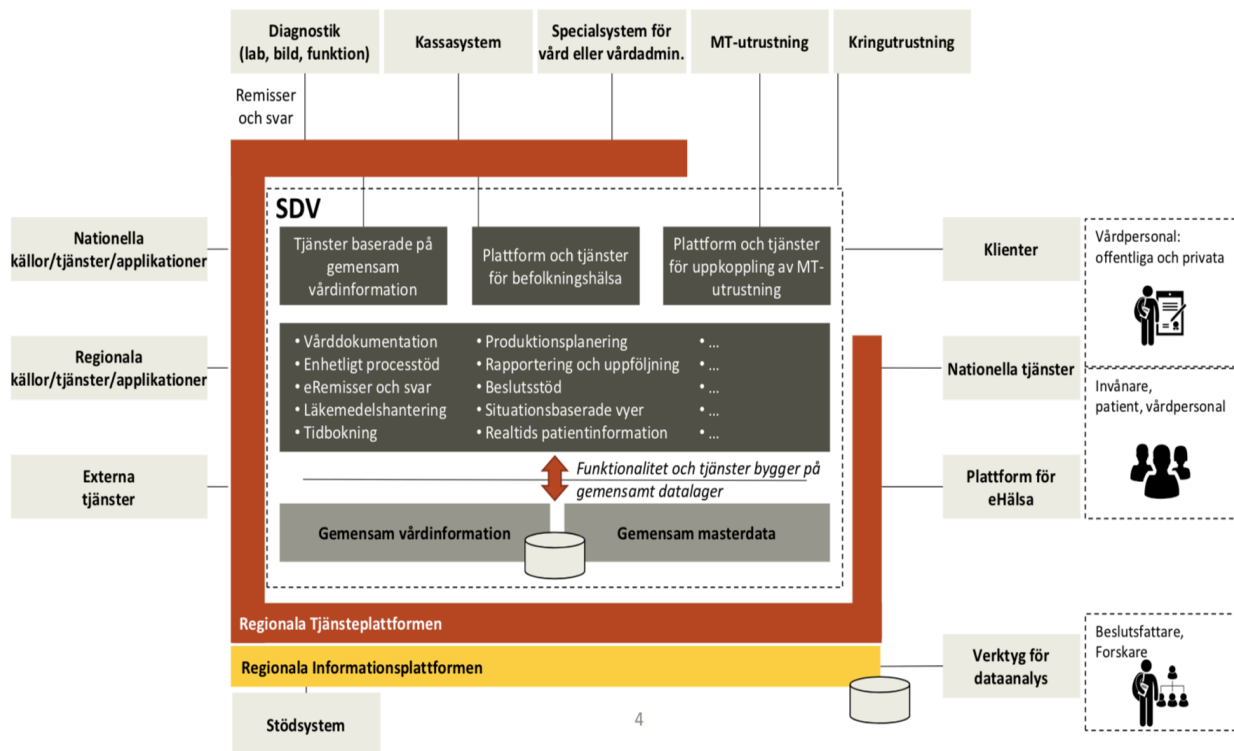 Diagnostik
(lab, bild, funktion)
Kassasystem
Specialsystem för
vård eller vårdadmin.
MT-utrustning
Kringutrustning
Remisser
och svar
SDV
Nationella
källor/tjänster/applikationer
Tjänster baserade på
gemensam
vårdinformation
Plattform och tjänster
för befolkningshälsa
Plattform och tjänster
för uppkoppling av MT-
utrustning
Klienter
Vårdpersonal:
offentliga och privata
Regionala
källor/tjänster/applikationer
• Vårddokumentation
• Enhetligt processtöd
• eRemisser och svar
• Läkemedelshantering
• Tidbokning
• Produktionsplanering
• Rapportering och uppföljning
• Beslutsstöd
• Situationsbaserade vyer
• Realtids patientinformation
• ...
• ...
• ...
• ...
• ...
Nationella tjänster
Invånare,
patient, vårdpersonal
Externa
tjänster
Funktionalitet och tjänster bygger på
gemensamt datalager
Plattform för
eHälsa
Gemensam vårdinformation
Gemensam masterdata
Regionala Tjänsteplattformen
Regionala Informationsplattformen
Verktyg för
dataanalys
Beslutsfattare,
Forskare
Stödsystem
4